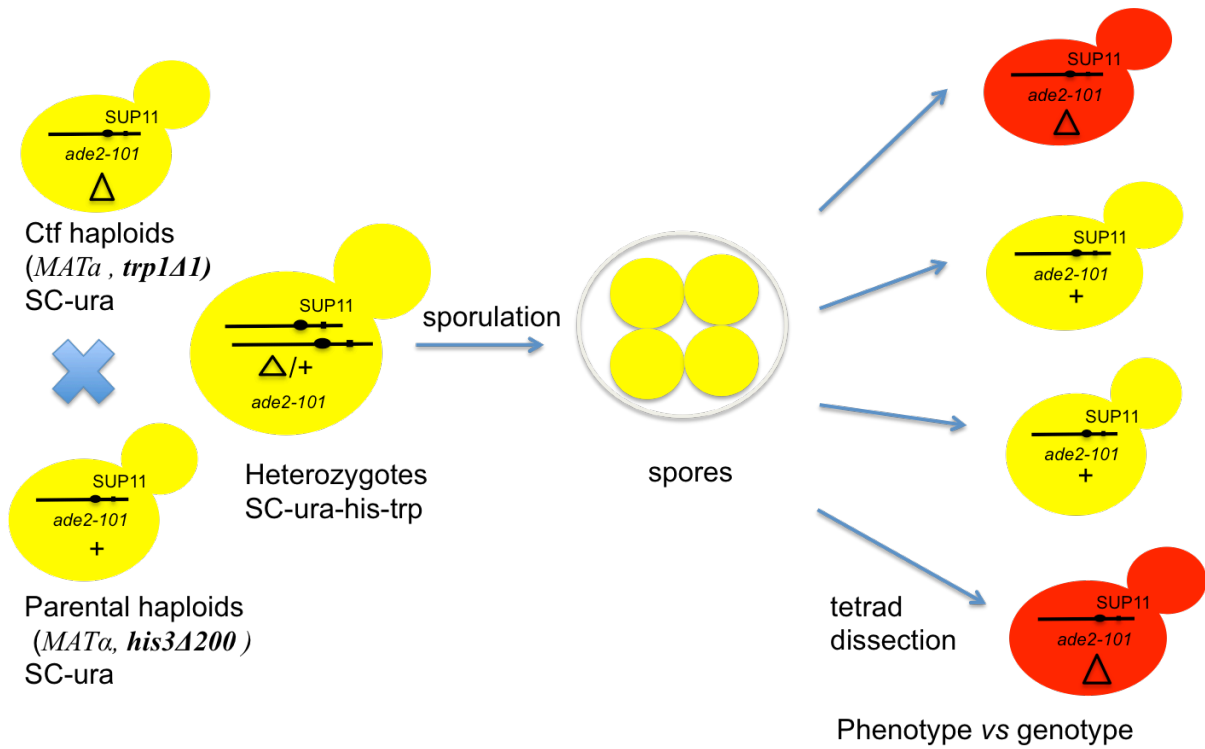 SUP11
ade2-101
Δ
Ctf haploids
(MATa , trp1Δ1)
SC-ura
SUP11
ade2-101
+
Parental haploids
(MATα, his3Δ200 )
SC-ura
SUP11
Δ/+
ade2-101
Heterozygotes
SC-ura-his-trp
sporulation
spores
tetrad
dissection
SUP11
ade2-101
Δ
SUP11
ade2-101
+
SUP11
ade2-101
+
SUP11
ade2-101
Δ
Phenotype vs genotype